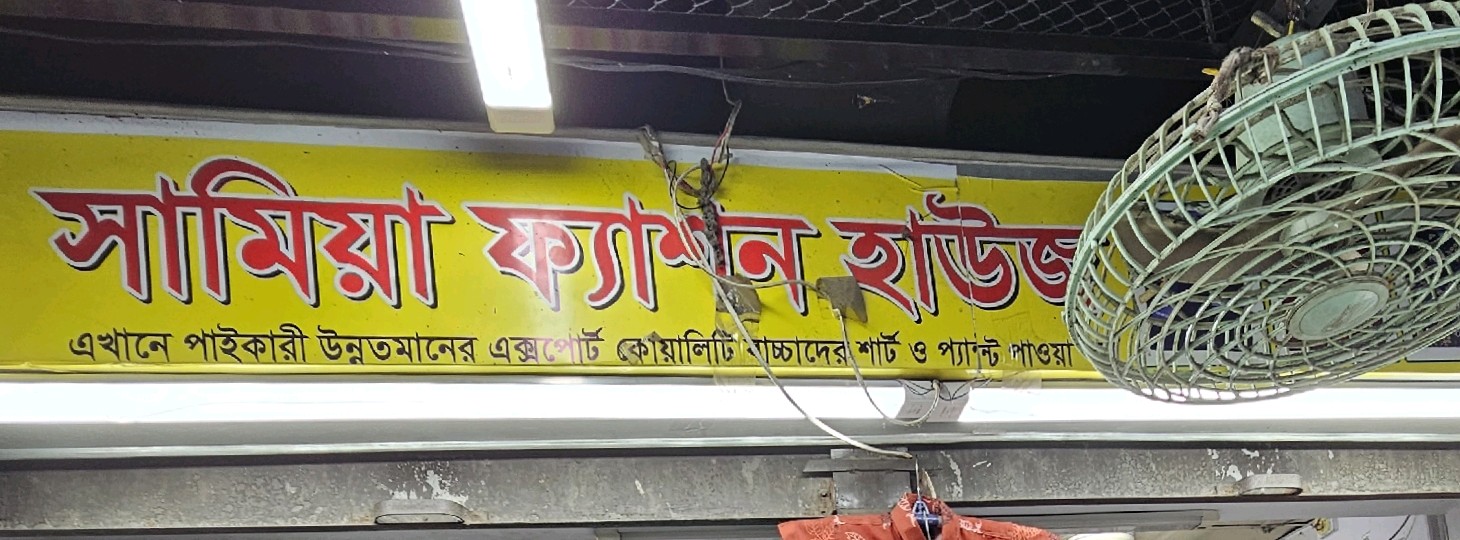 সামিয়া ফ্যাশন হাউজ
এখানে পাইকারী উন্নতমানের এক্সপোর্ট কোয়ালিটি বাচ্চাদের শার্ট ও প্যান্ট পাওয়া